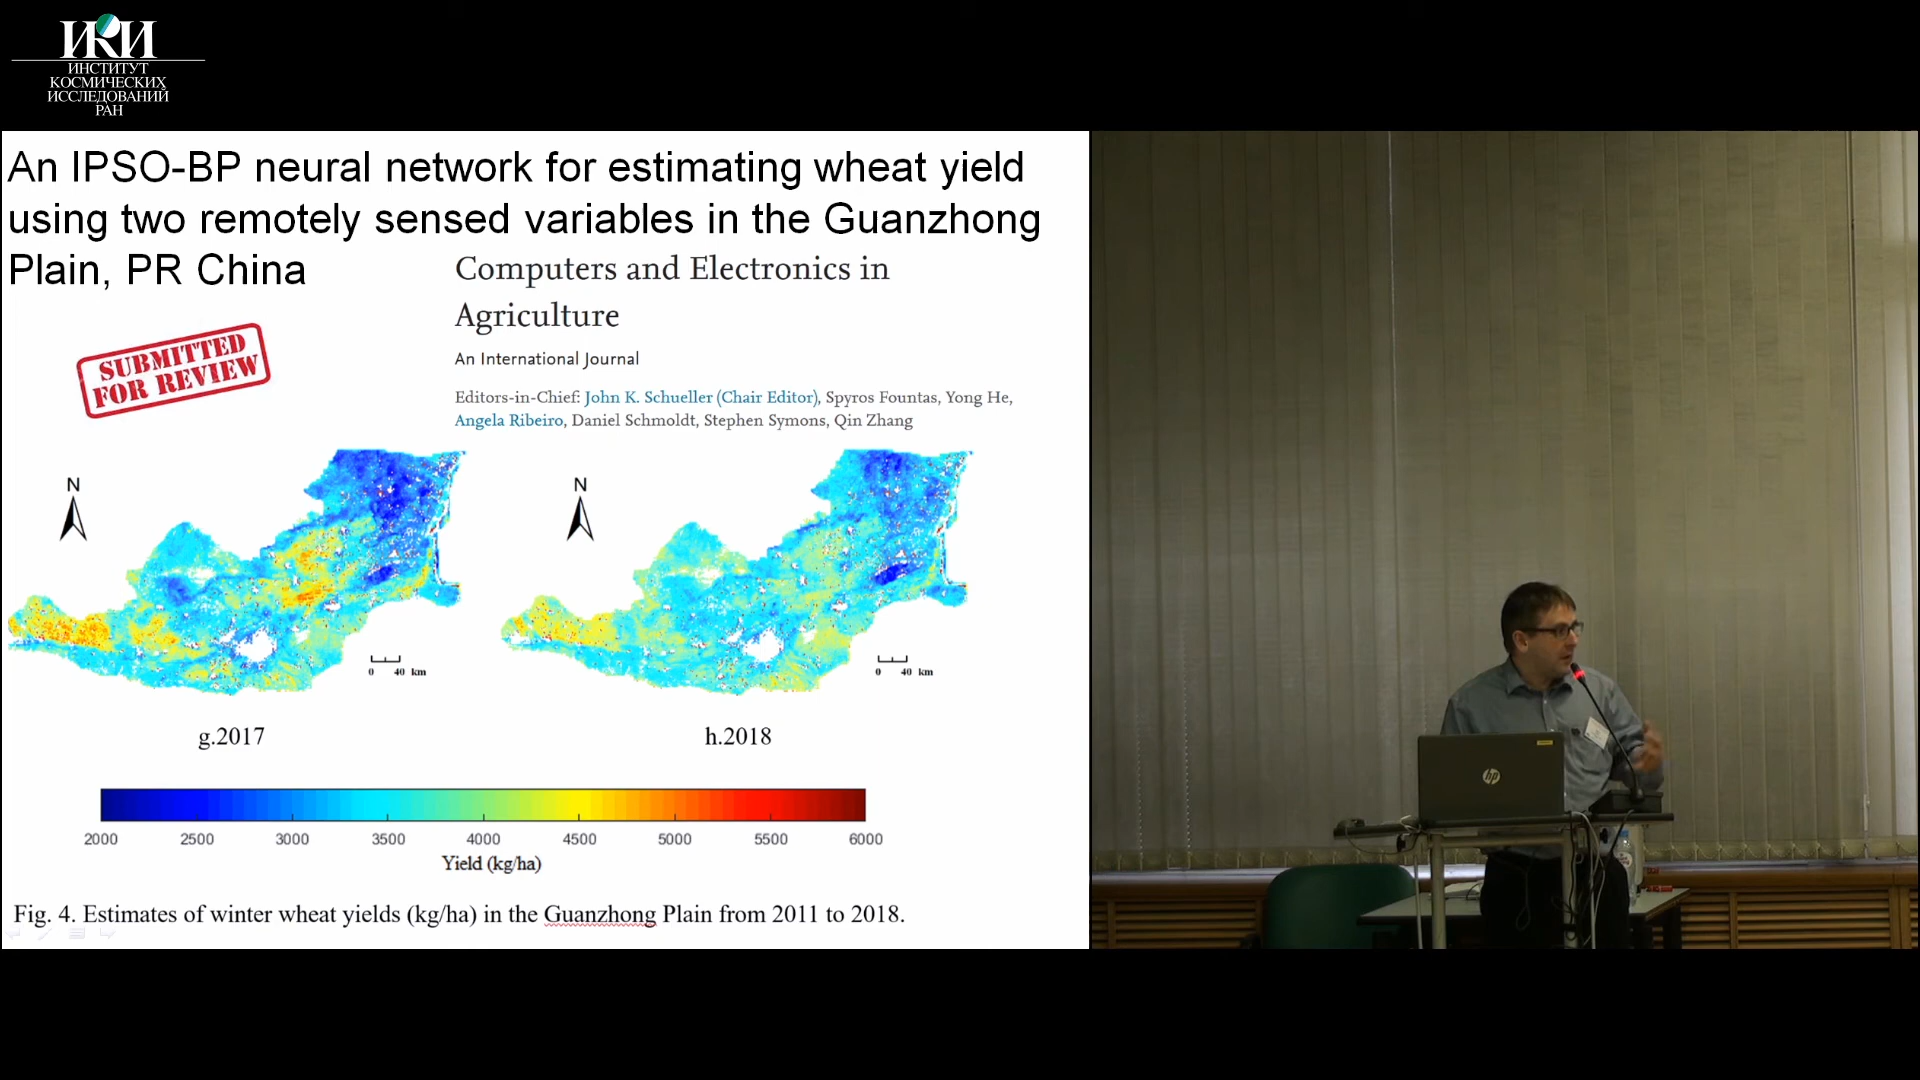 ИКИ
ИНСТИТУТ
КОСМИЧЕСКИХ
ИССЛЕДОВАНИЙ
РАН
An IPSO-BP neural network for estimating wheat yield
using two remotely sensed variables in the Guanzhong
Plain, PR China
Computers and Electronics in
Agriculture
An International Journal
SUBMITTED
FOR REVIEW
Editors-in-Chief: John K. Schueller (Chair Editor), Spyros Fountas, Yong He,
Angela Ribeiro, Daniel Schmoldt, Stephen Symons, Qin Zhang
N
N
0 40 km
0 40 km
g.2017
h.2018
2000 2500 3000 3500 4000 4500 5000 5500 6000
Yield (kg/ha)
Fig. 4. Estimates of winter wheat yields (kg/ha) in the Guanzhong Plain from 2011 to 2018.
hp